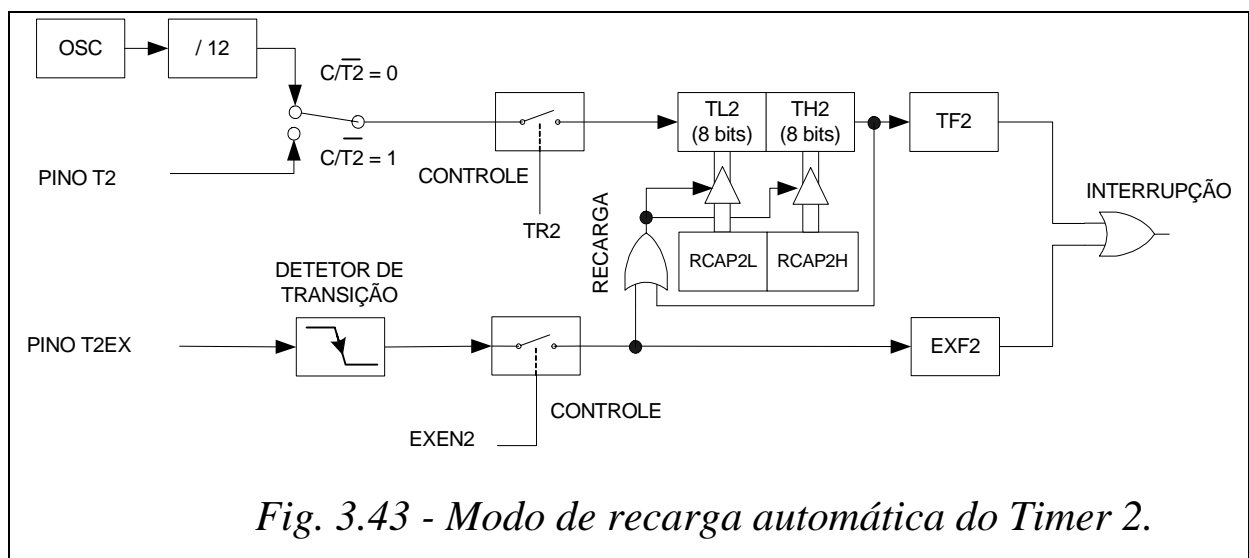 OSC
/ 12
C/T2 = 0
C/T2 = 1
PINO T2
CONTROLE
TR2
TL2
(8 bits)
TH2
(8 bits)
TF2
RECARGA
RCAP2L
RCAP2H
INTERRUPÇÃO
DETETOR DE
TRANSIÇÃO
PINO T2EX
EXF2
CONTROLE
EXEN2
Fig. 3.43 - Modo de recarga automática do Timer 2.